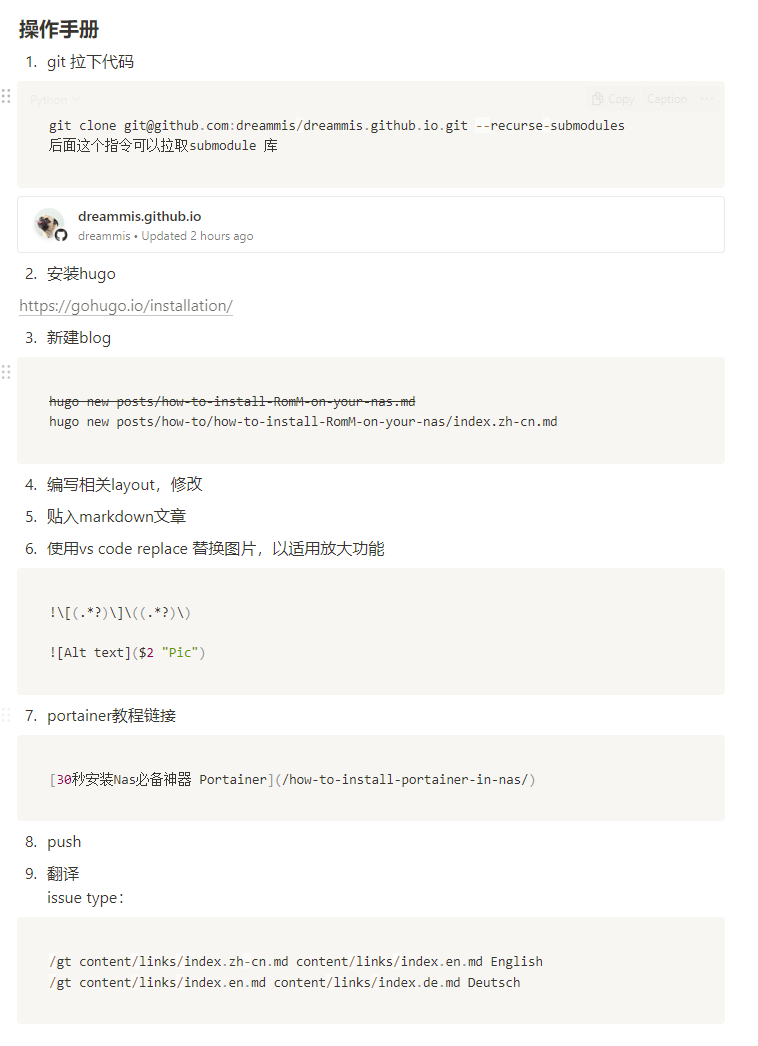 操作手册
1. git 拉下代码
Python
Copy Caption ...
git clone git@github.com:dreammis/dreammis.github.io.git --recurse-submodules
后面这个指令可以拉取submodule 库
dreammis.github.io
dreammis • Updated 2 hours ago
2. 安装hugo
https://gohugo.io/installation/
3. 新建blog
hugo new posts/how-to-install-RomM-on-your-nas.md
hugo new posts/how-to/how-to-install-RomM-on-your-nas/index.zh-cn.md
4. 编写相关layout，修改
5. 贴入markdown文章
6. 使用vs code replace 替换图片，以适用放大功能
!\[(.*?)\]\((.*?)\)
![Alt text]($2 "Pic")
7. portainer教程链接
[30秒安装Nas必备神器 Portainer](/how-to-install-portainer-in-nas/)
8. push
9. 翻译
issue type：
/gt content/links/index.zh-cn.md content/links/index.en.md English
/gt content/links/index.en.md content/links/index.de.md Deutsch